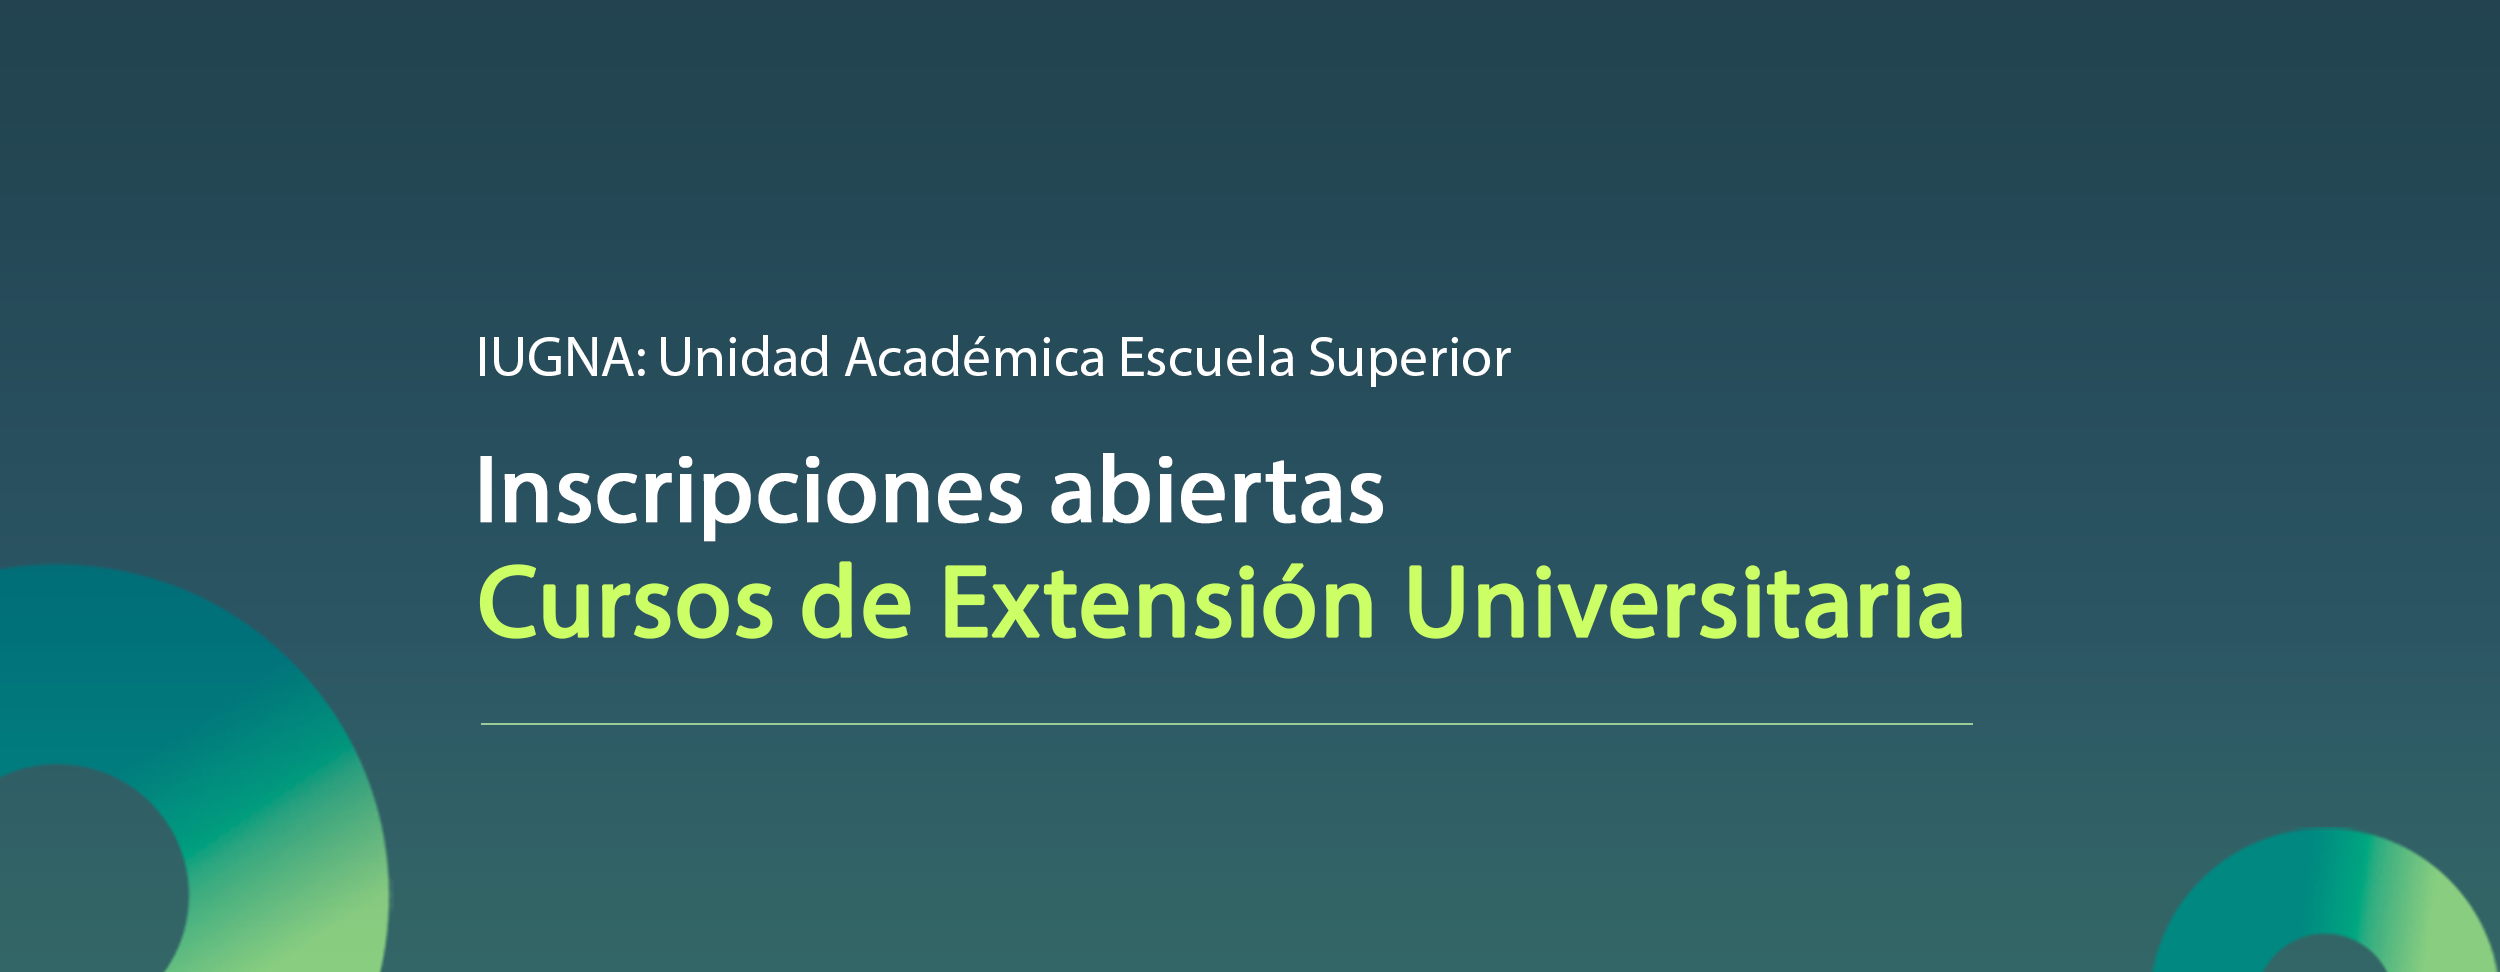 IUGNA: Unidad Académica Escuela Superior
Inscripciones abiertas
Cursos de Extensión Universitaria